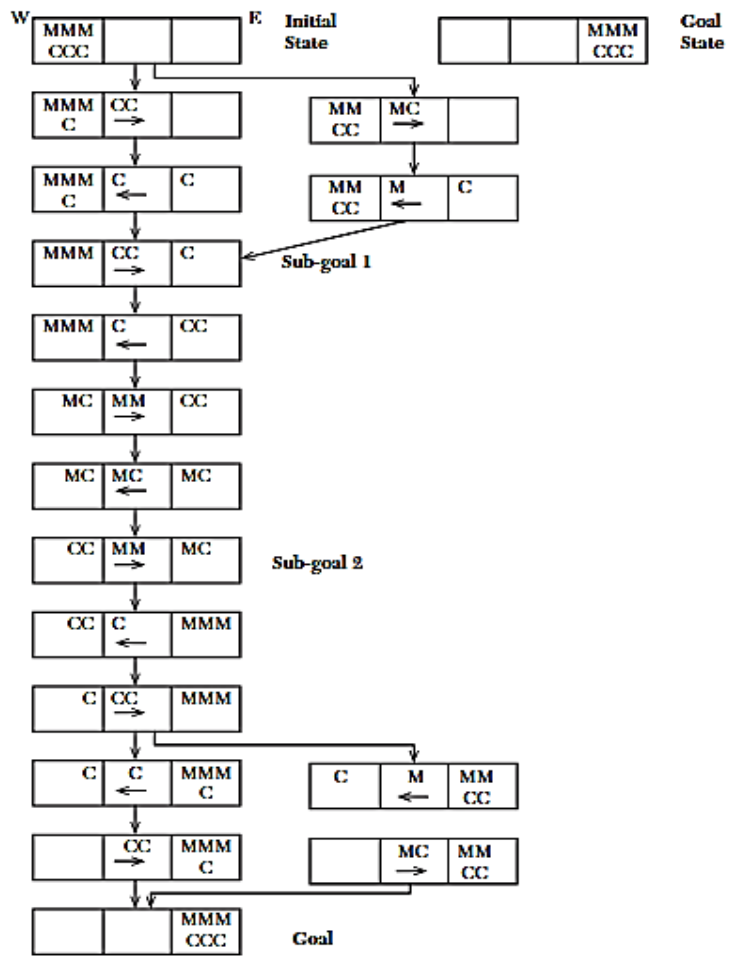 W
E
Initial
State
Goal
State
MMM
CCC
MMM
CCC
MMM CC
C
MM MC
CC
MMM C C
C
MM M C
CC
MMM CC C
Sub-goal 1
MMM C CC
MC MM CC
MC MC MC
CC MM MC
Sub-goal 2
CC C MMM
C CC MMM
C C MMM
C
C M MM
CC
CC MMM
C
MC MM
CC
MMM
CCC
Goal